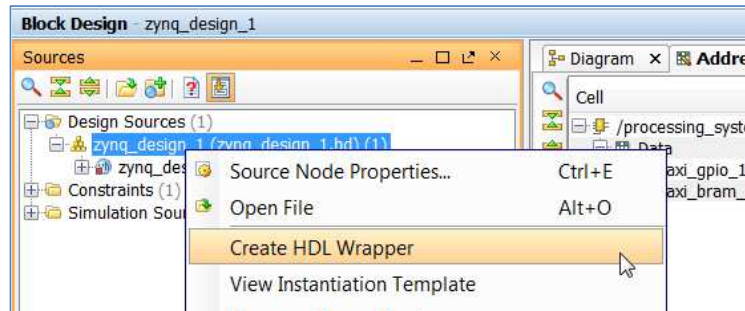 Block Design - zynq_design_1
Sources
Diagram
Addre
Cell
Design Sources (1)
/processing_syste
zynq_design_1 (zynq_design_1.bd) (1)
Data
zynq_des
Source Node Properties... Ctrl+E
axi_gpio_1
Constraints (1)
axi_bram_
Simulation Sour
Open File Alt+O
Create HDL Wrapper
View Instantiation Template